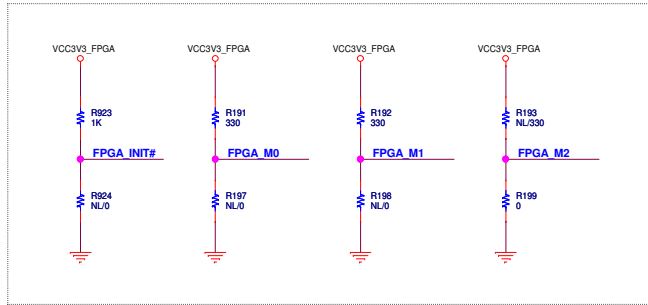 VCC3V3_FPGA
VCC3V3_FPGA
VCC3V3_FPGA
VCC3V3_FPGA
R923
1K
R191
330
R192
330
R193
NL/330
FPGA_INIT#
FPGA_M0
FPGA_M1
FPGA_M2
R924
NL/0
R197
NL/0
R198
NL/0
R199
0